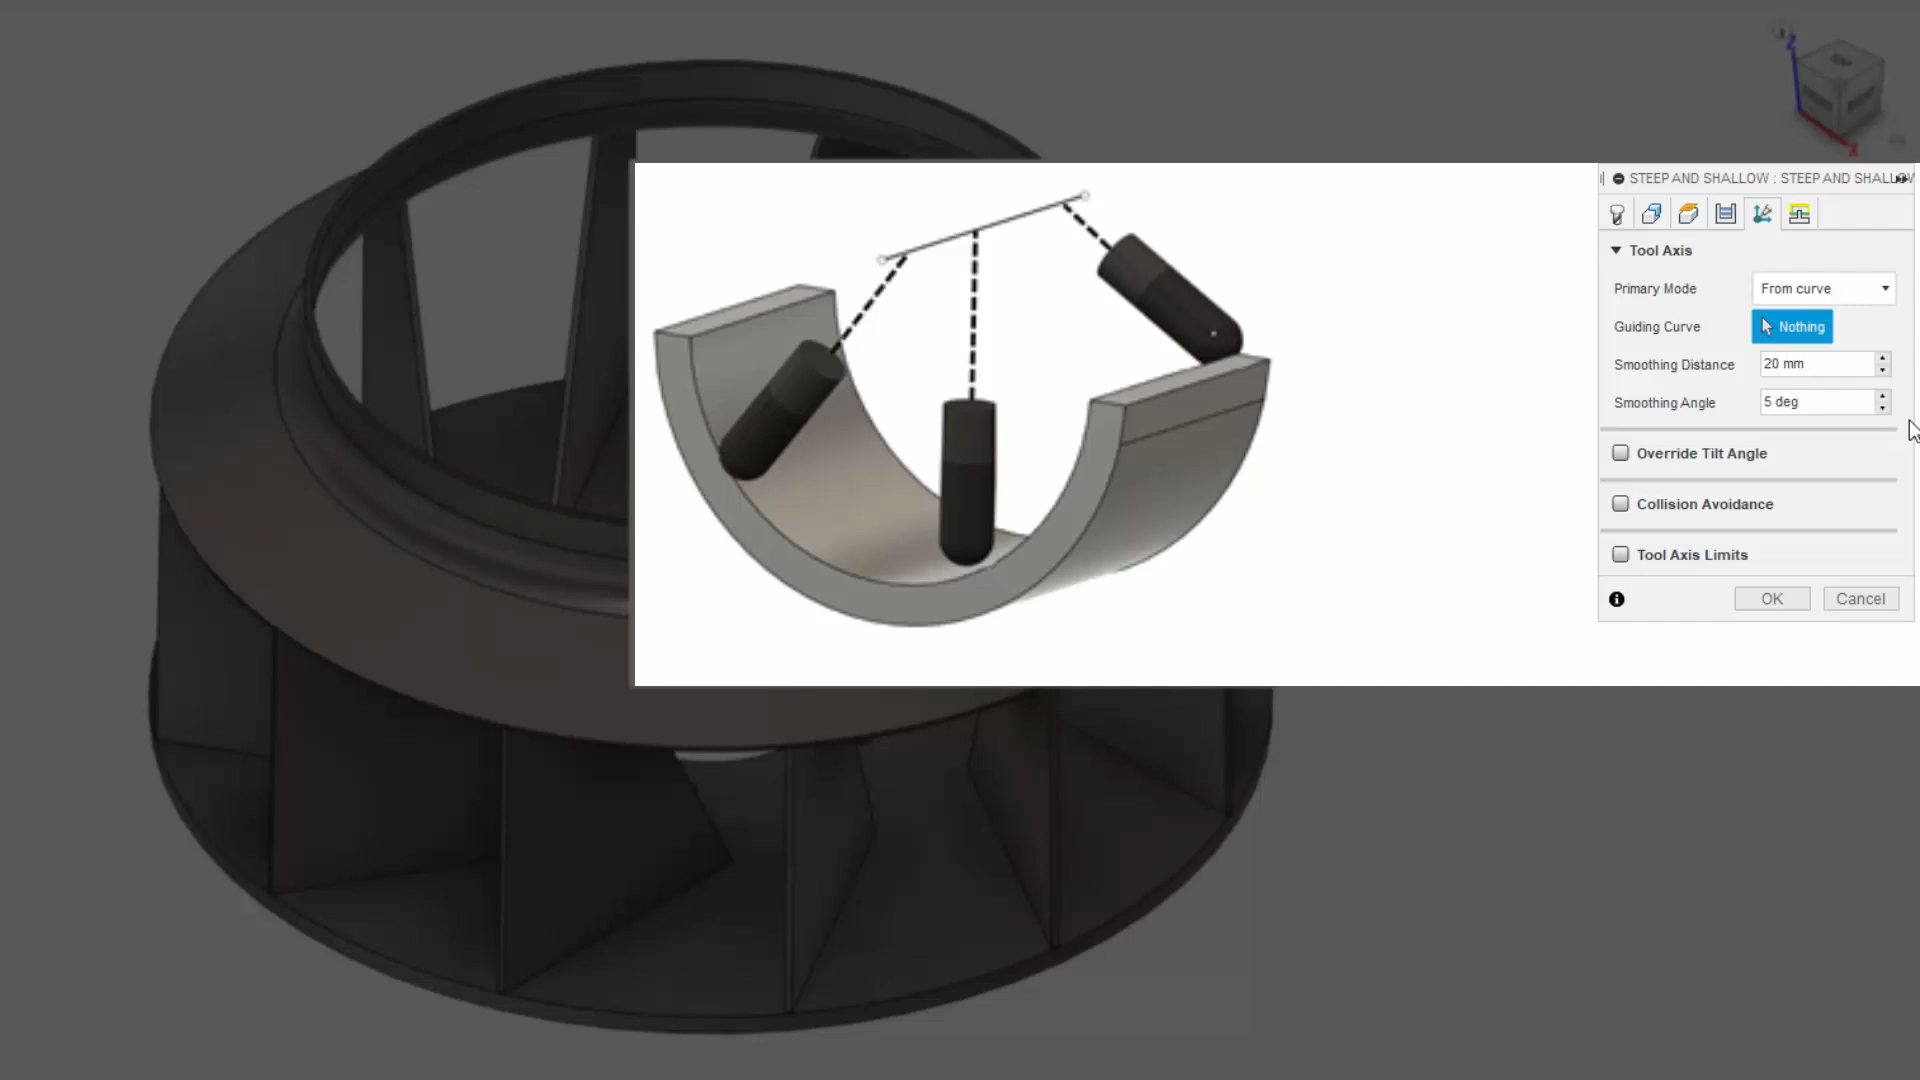 Z
X
STEEP AND SHALLOW : STEEP AND SHALLOW
Tool Axis
Primary Mode From curve
Guiding Curve Nothing
Smoothing Distance 20 mm
Smoothing Angle 5 deg
Override Tilt Angle
Collision Avoidance
Tool Axis Limits
OK Cancel